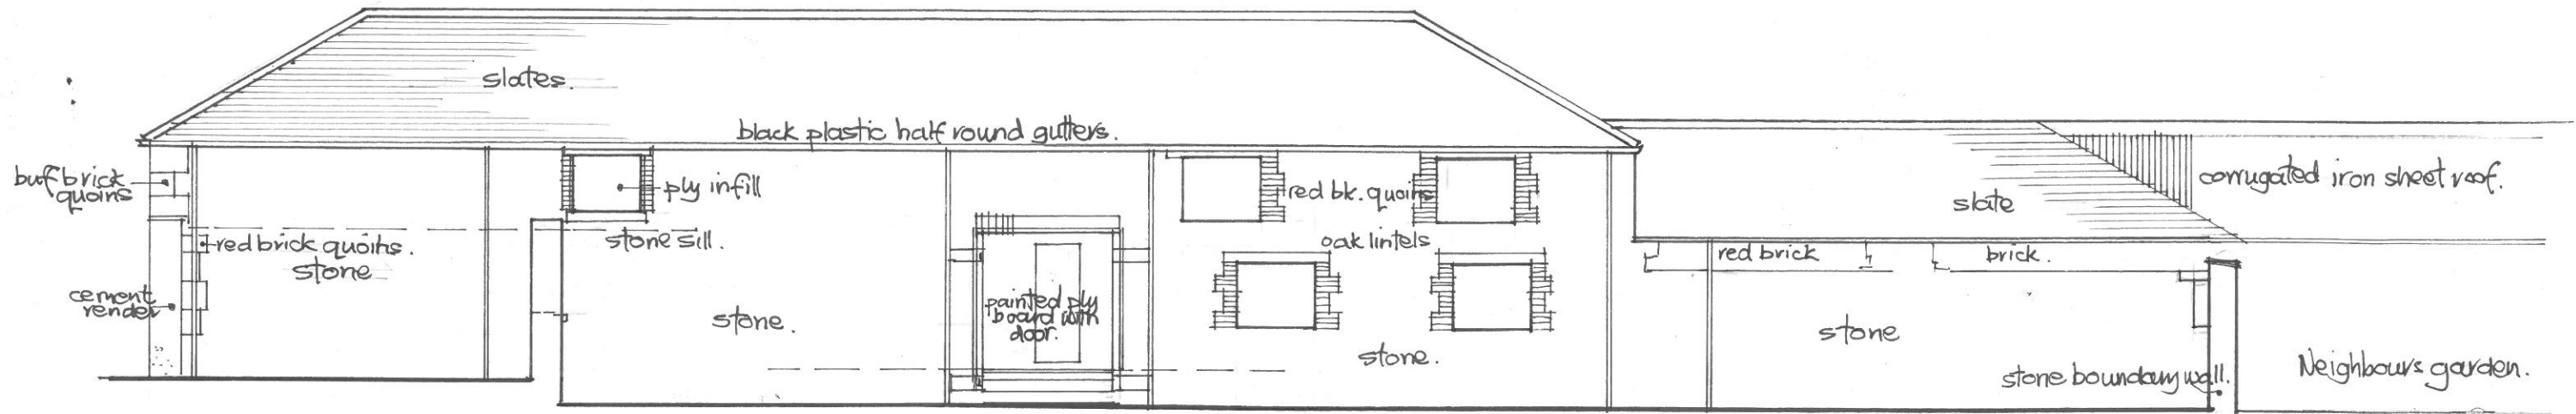 slates.
black plastic half round gutters.
buf brick
quoins
ply infill
red bk. quoins
corrugated iron sheet roof.
slate
red brick quoins.
stone
stone sill.
oak lintels
red brick
brick.
cement
render
stone.
painted ply
board with
door.
stone.
stone
stone boundary wall.
Neighbours garden.